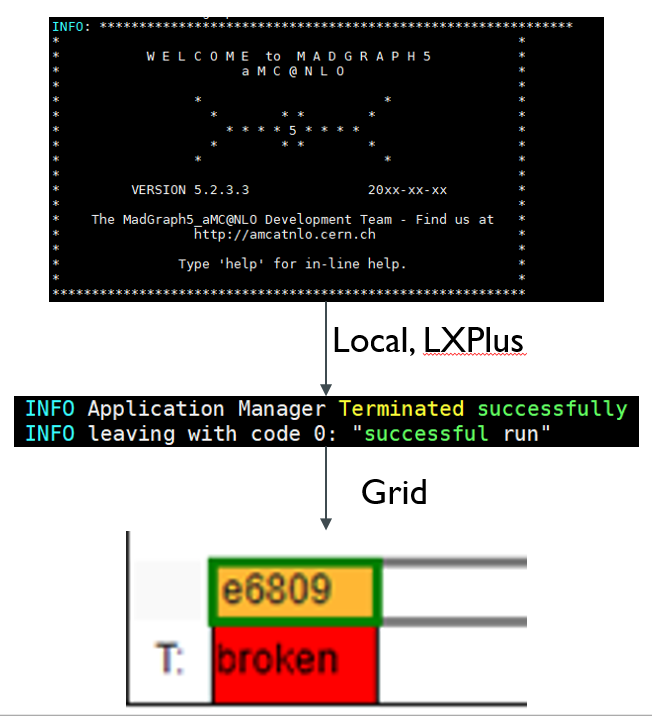 INFO: ************************************************************
* *
* W E L C O M E to M A D G R A P H 5 *
* a M C @ N L O *
* *
* * * *
* * * * * *
* * * * * 5 * * * * *
* * * * * *
* * * *
* *
* VERSION 5.2.3.3 20xx-xx-xx *
* *
* The MadGraph5_aMC@NLO Development Team - Find us at *
* http://amcatnlo.cern.ch *
* *
* Type 'help' for in-line help. *
* *
************************************************************
Local, LXPlus
INFO Application Manager Terminated successfully
INFO leaving with code 0: "successful run"
Grid
e6809
T: broken